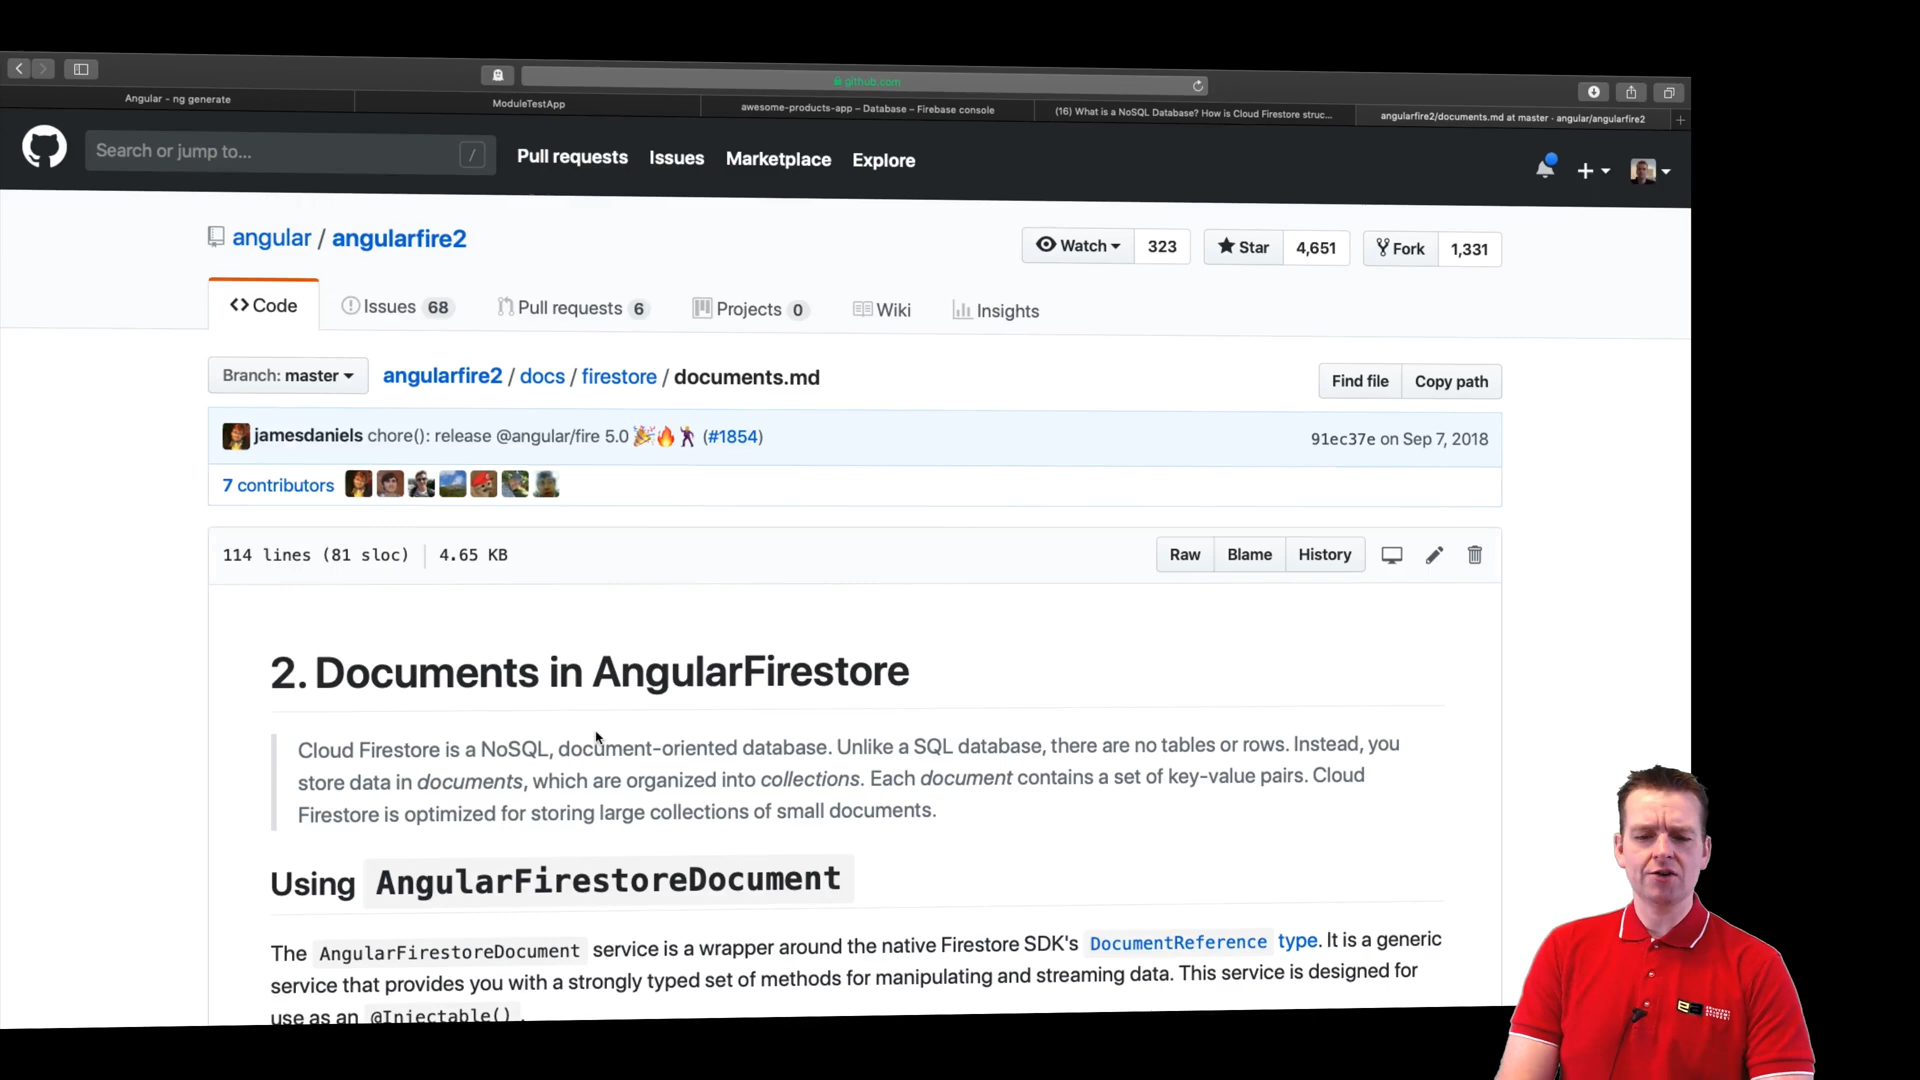 github.com
Angular - ng generate
ModuleTestApp
awesome-products-app – Database – Firebase console
(16) What is a NoSQL Database? How is Cloud Firestore struc...
angularfire2/documents.md at master · angular/angularfire2
Search or jump to... /
Pull requests Issues Marketplace Explore
angular / angularfire2
Watch 323 Star 4,651 Fork 1,331
Code Issues 68 Pull requests 6 Projects 0 Wiki Insights
Branch: master angularfire2 / docs / firestore / documents.md Find file Copy path
jamesdaniels chore(): release @angular/fire 5.0 🎉🔥🕺 (#1854) 91ec37e on Sep 7, 2018
7 contributors
114 lines (81 sloc) 4.65 KB Raw Blame History
2. Documents in AngularFirestore
Cloud Firestore is a NoSQL, document-oriented database. Unlike a SQL database, there are no tables or rows. Instead, you
store data in documents, which are organized into collections. Each document contains a set of key-value pairs. Cloud
Firestore is optimized for storing large collections of small documents.
Using AngularFirestoreDocument
The AngularFirestoreDocument service is a wrapper around the native Firestore SDK's DocumentReference type. It is a generic
service that provides you with a strongly typed set of methods for manipulating and streaming data. This service is designed for
use as an @Injectable().